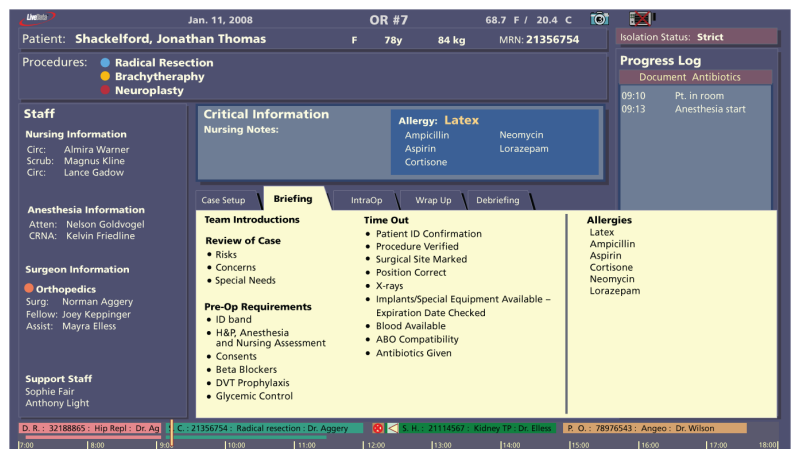 LiveData
Jan. 11, 2008
OR #7
68.7 F / 20.4 C
Patient: Shackelford, Jonathan Thomas F 78y 84 kg MRN: 21356754
Isolation Status: Strict
Procedures:
Radical Resection
Brachytherapy
Neuroplasty
Progress Log
Document Antibiotics
09:10 Pt. in room
09:13 Anesthesia start
Staff
Nursing Information
Circ: Almira Warner
Scrub: Magnus Kline
Circ: Lance Gadow
Anesthesia Information
Atten: Nelson Goldvogel
CRNA: Kelvin Friedline
Surgeon Information
Orthopedics
Surg: Norman Aggery
Fellow: Joey Keppinger
Assist: Mayra Elless
Support Staff
Sophie Fair
Anthony Light
Critical Information
Nursing Notes:
Allergy: Latex
Ampicillin Neomycin
Aspirin Lorazepam
Cortisone
Case Setup
Briefing
IntraOp
Wrap Up
Debriefing
Team Introductions
Review of Case
• Risks
• Concerns
• Special Needs
Pre-Op Requirements
• ID band
• H&P, Anesthesia
and Nursing Assessment
• Consents
• Beta Blockers
• DVT Prophylaxis
• Glycemic Control
Time Out
• Patient ID Confirmation
• Procedure Verified
• Surgical Site Marked
• Position Correct
• X-rays
• Implants/Special Equipment Available –
Expiration Date Checked
• Blood Available
• ABO Compatibility
• Antibiotics Given
Allergies
Latex
Ampicillin
Aspirin
Cortisone
Neomycin
Lorazepam
D. R. : 32188865 : Hip Repl : Dr. Ag
C. : 21356754 : Radical resection : Dr. Aggery
S. H. : 21114567 : Kidney TP : Dr. Elless
P. O. : 78976543 : Angeo : Dr. Wilson
7:00 8:00 9:00 10:00 11:00 12:00 13:00 14:00 15:00 16:00 17:00 18:00